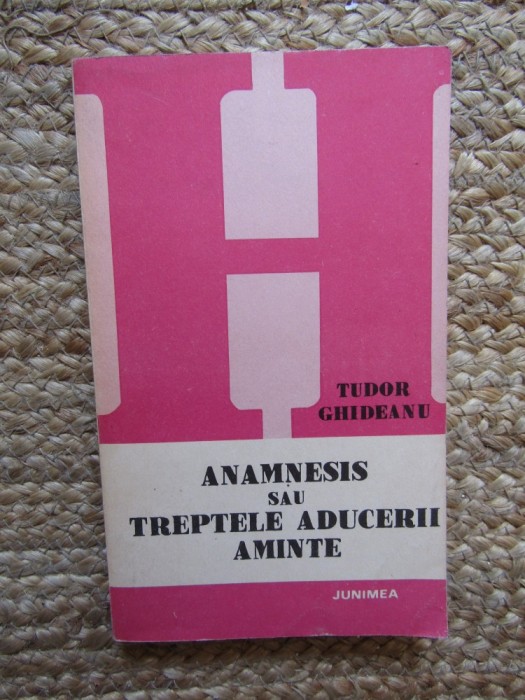 TUDOR
GHIDEANU
ANAMNESIS
SAU
TREPTELE ADUCERII
AMINTE
JUNIMEA